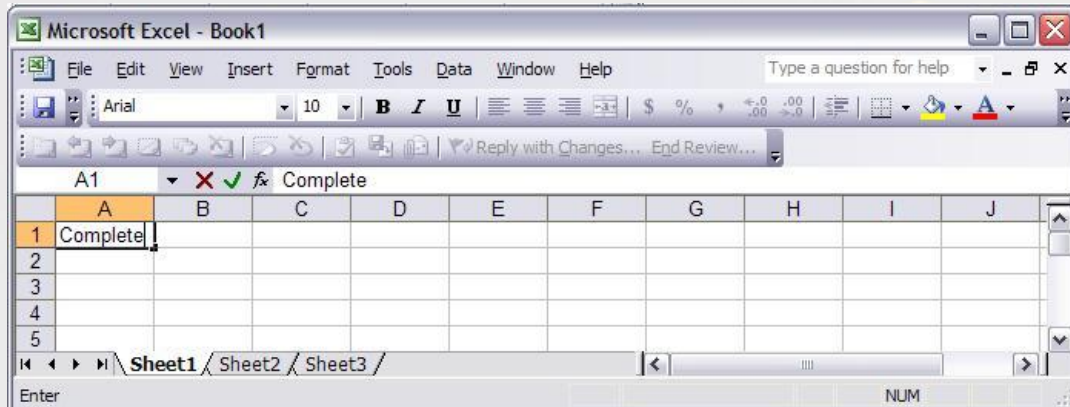 Microsoft Excel - Book1
File Edit View Insert Format Tools Data Window Help Type a question for help
Arial 10 B I U $ % , A
Reply with Changes... End Review...
A1 fx Complete
A B C D E F G H I J
1 Complete
2
3
4
5
Sheet1 Sheet2 Sheet3
Enter NUM